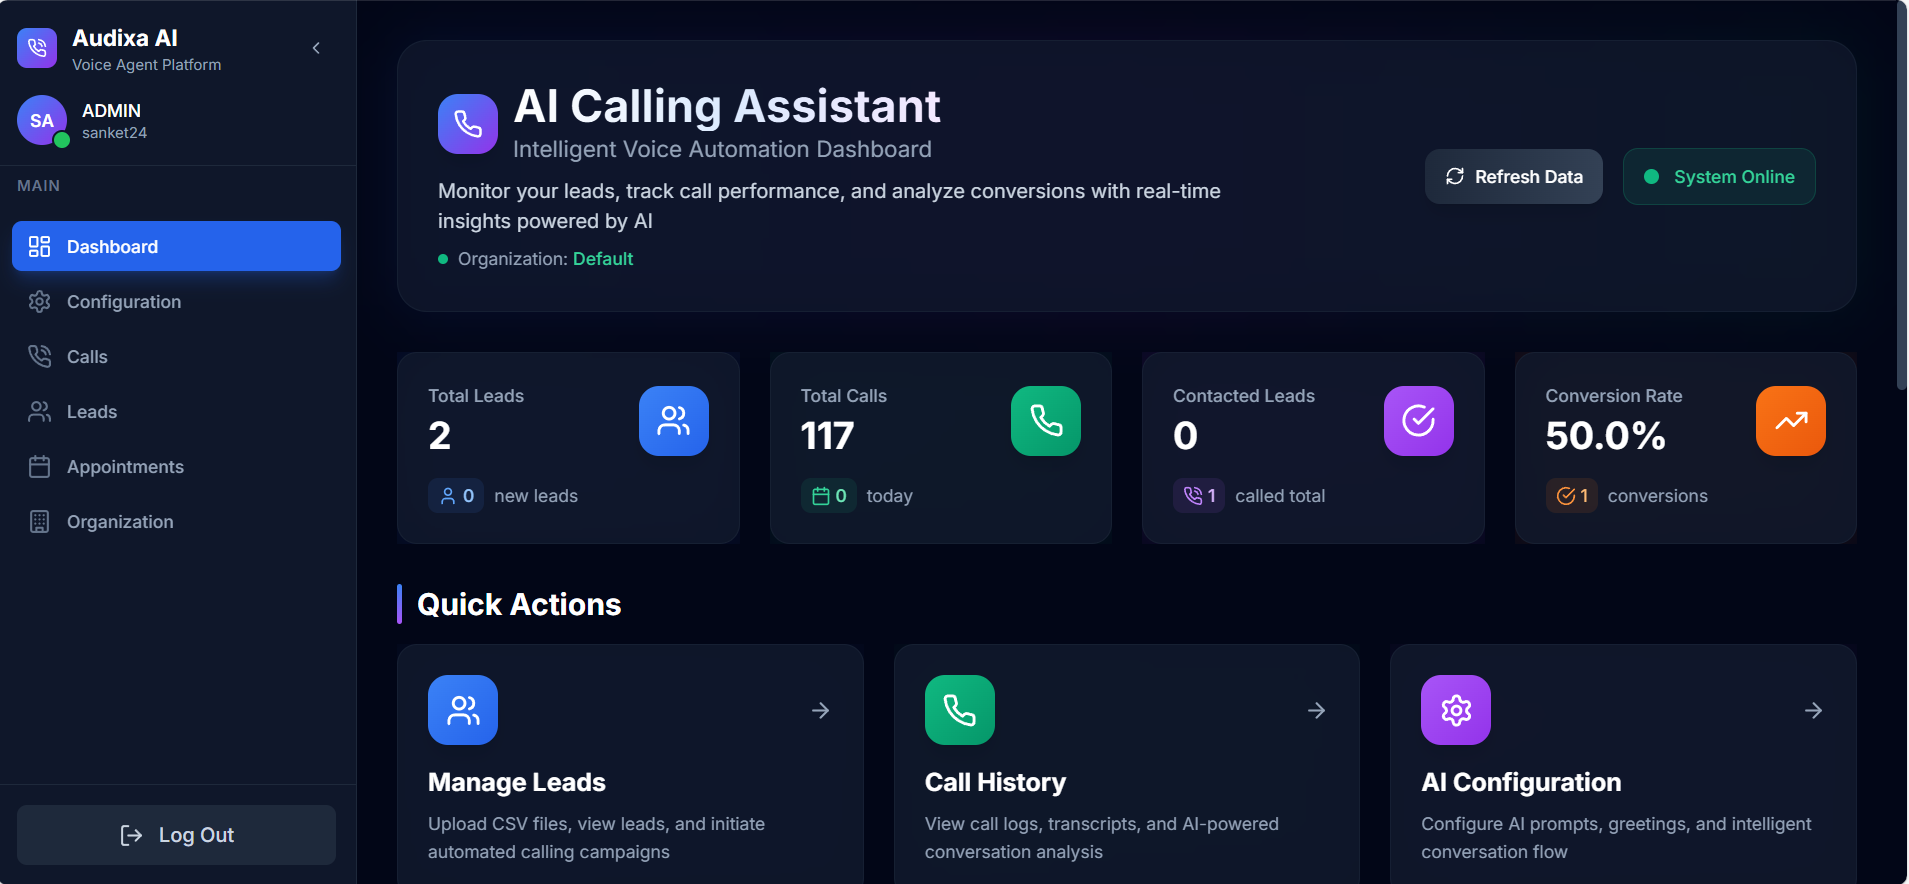 Audixa AI
Voice Agent Platform
SA
ADMIN
sanket24
MAIN
Dashboard
Configuration
Calls
Leads
Appointments
Organization
Log Out
AI Calling Assistant
Intelligent Voice Automation Dashboard
Monitor your leads, track call performance, and analyze conversions with real-time
insights powered by AI
Organization: Default
Refresh Data
System Online
Total Leads
2
0 new leads
Total Calls
117
0 today
Contacted Leads
0
1 called total
Conversion Rate
50.0%
1 conversions
Quick Actions
Manage Leads
Upload CSV files, view leads, and initiate
automated calling campaigns
Call History
View call logs, transcripts, and AI-powered
conversation analysis
AI Configuration
Configure AI prompts, greetings, and intelligent
conversation flow